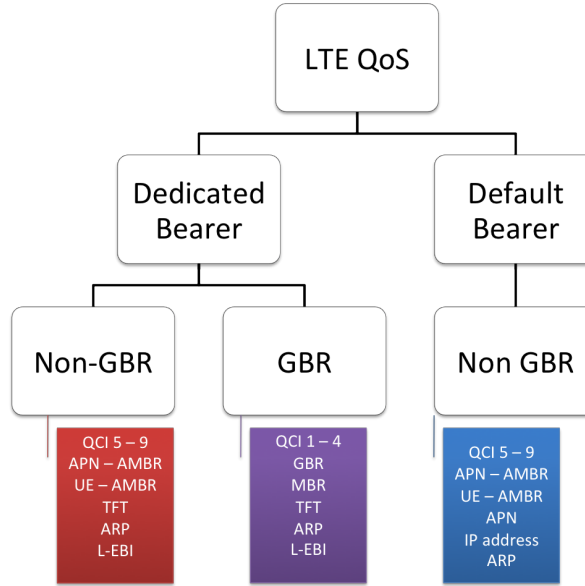 LTE QoS
Dedicated
Bearer
Default
Bearer
Non-GBR
GBR
Non GBR
QCI 5 – 9
APN – AMBR
UE – AMBR
TFT
ARP
L-EBI
QCI 1 – 4
GBR
MBR
TFT
ARP
L-EBI
QCI 5 – 9
APN – AMBR
UE – AMBR
APN
IP address
ARP